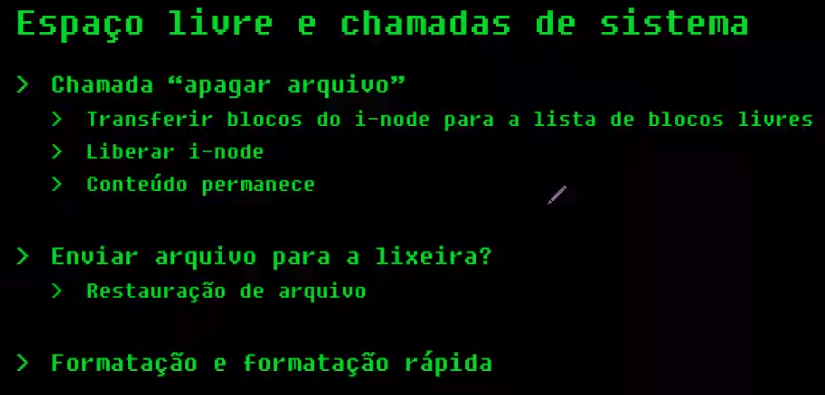 Espaço livre e chamadas de sistema
> Chamada “apagar arquivo”
> Transferir blocos do i-node para a lista de blocos livres
> Liberar i-node
> Conteúdo permanece
> Enviar arquivo para a lixeira?
> Restauração de arquivo
> Formatação e formatação rápida